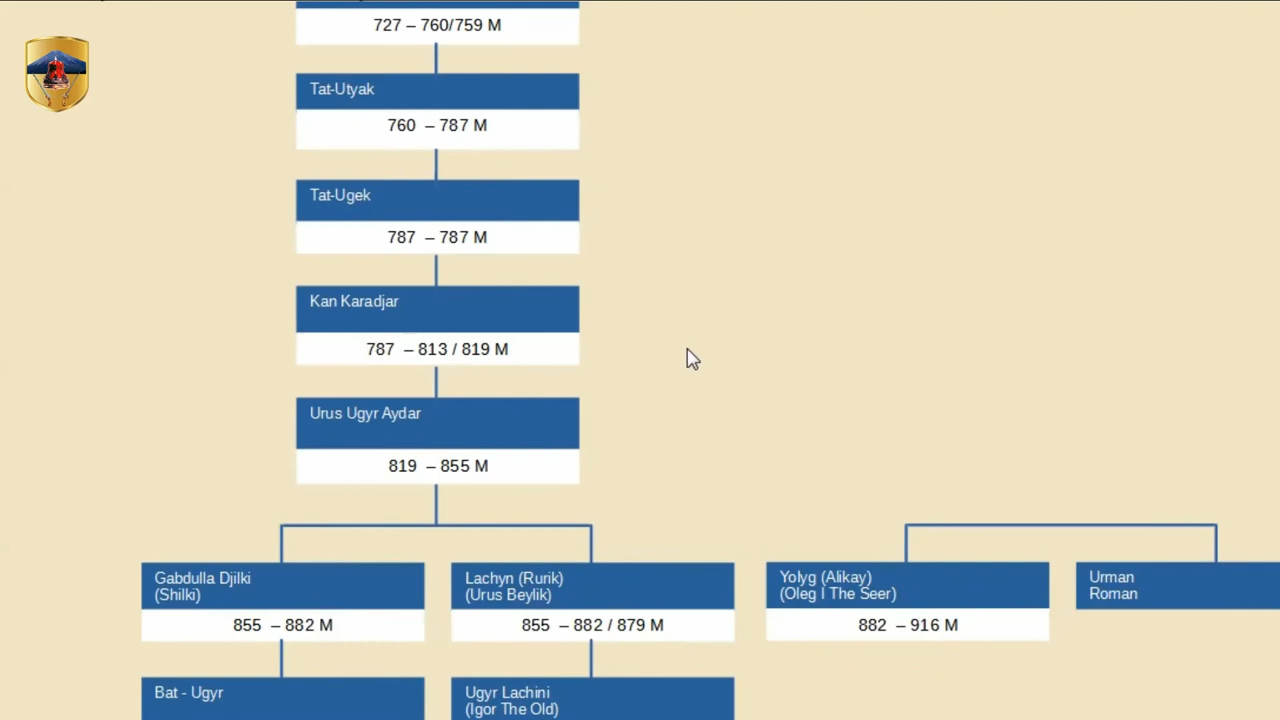 727 – 760/759 M
Tat-Utyak
760 – 787 M
Tat-Ugek
787 – 787 M
Kan Karadjar
787 – 813 / 819 M
Urus Ugyr Aydar
819 – 855 M
Gabdulla Djilki
(Shilki)
855 – 882 M
Lachyn (Rurik)
(Urus Beylik)
855 – 882 / 879 M
Yolyg (Alikay)
(Oleg I The Seer)
882 – 916 M
Urman
Roman
Bat - Ugyr
Ugyr Lachini
(Igor The Old)